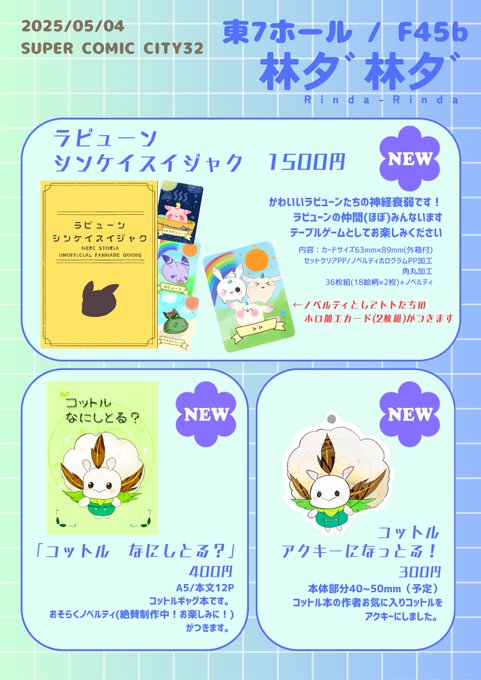 2025/05/04
SUPER COMIC CITY32
東7ホール / F45b
林ダ林ダ
Rinda-Rinda
ラビューン
シンケイスイジャク 1500円
NEW
ラビューン
シンケイスイジャク
MERC STORIA
UNOFFICIAL FANMADE GOODS
かわいいラビューンたちの神経衰弱です！
ラビューンの仲間(ほぼ)みんないます
テーブルゲームとしてお楽しみください
内容：カードサイズ63mm×89mm(外箱付)
セットクリアPP/ノベルティホログラムPP加工
角丸加工
36枚組(18絵柄×2枚)+ノベルティ
←ノベルティとしてトトたちの
ホロ加工カード(2枚組)がつきます
コットル
なにしとる？
NEW
「コットル なにしとる？」
400円
A5/本文12P
コットルギャグ本です。
おそらくノベルティ(絶賛制作中！お楽しみに！)
がつきます。
NEW
コットル
アクキーになっとる！
300円
本体部分40~50mm（予定）
コットル本の作者お気に入りコットルを
アクキーにしました。